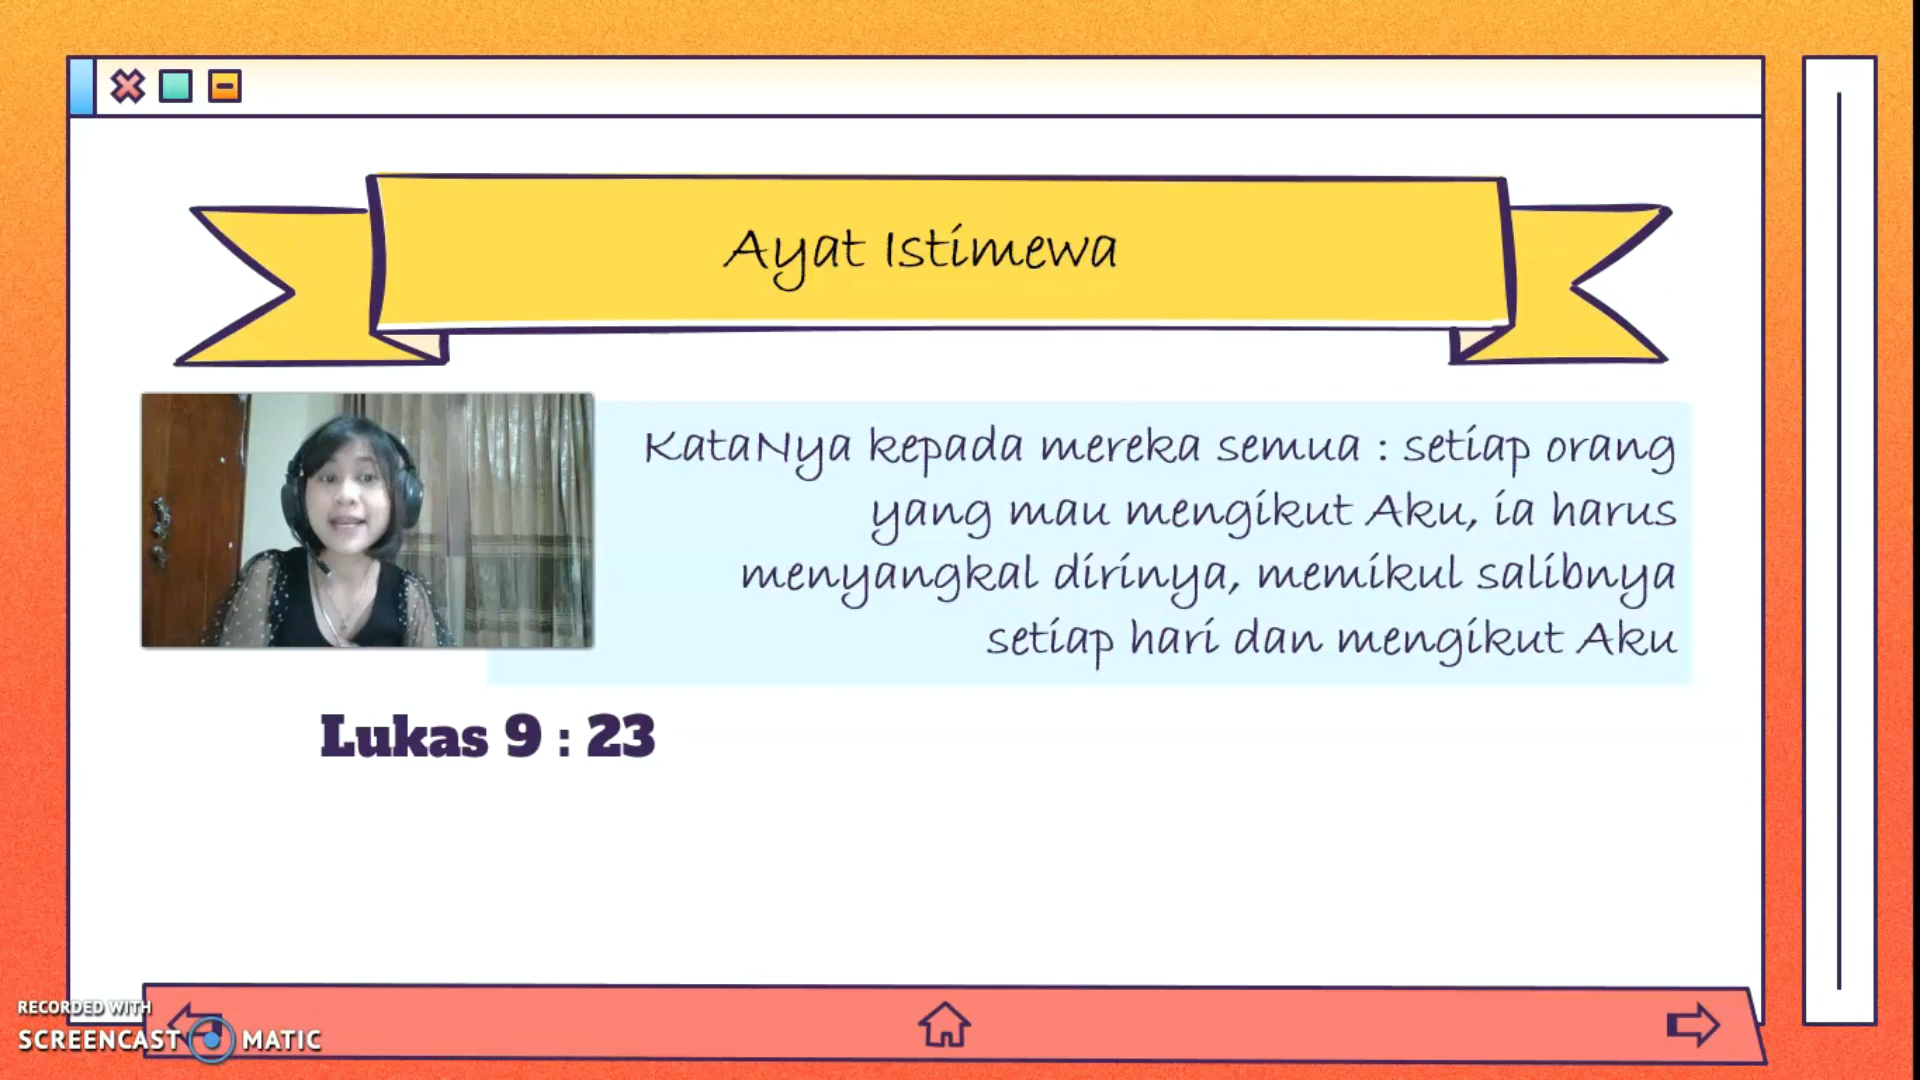 Ayat Istimewa
KataNya kepada mereka semua : setiap orang
yang mau mengikut Aku, ia harus
menyangkal dirinya, memikul salibnya
setiap hari dan mengikut Aku
Lukas 9 : 23
RECORDED WITH
SCREENCAST MATIC